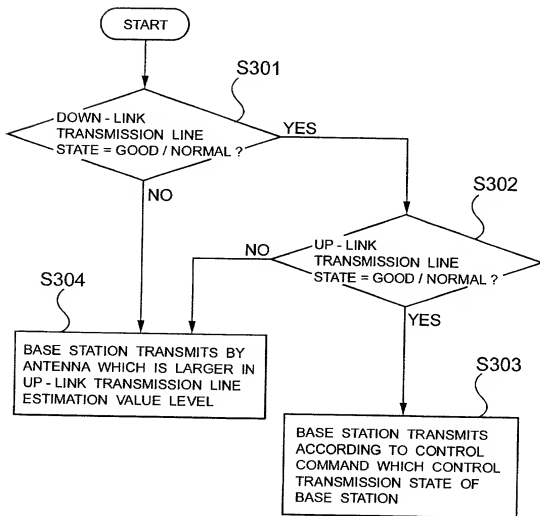 START
S301
DOWN - LINK
TRANSMISSION LINE
STATE = GOOD / NORMAL ?
YES
NO
S302
UP - LINK
TRANSMISSION LINE
STATE = GOOD / NORMAL ?
NO
YES
S304
BASE STATION TRANSMITS BY
ANTENNA WHICH IS LARGER IN
UP - LINK TRANSMISSION LINE
ESTIMATION VALUE LEVEL
S303
BASE STATION TRANSMITS
ACCORDING TO CONTROL
COMMAND WHICH CONTROL
TRANSMISSION STATE OF
BASE STATION